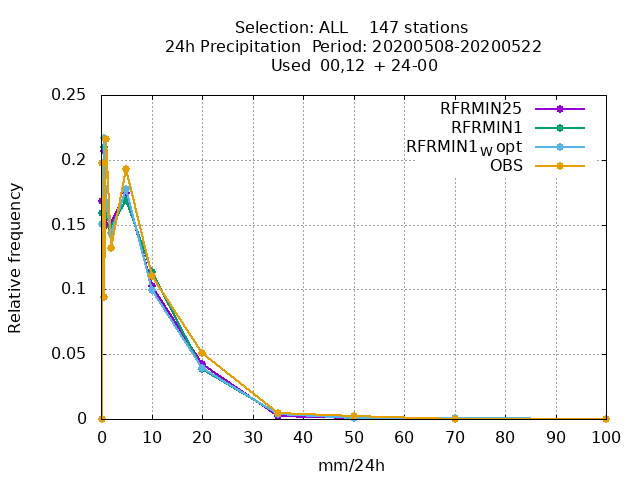 Selection: ALL 147 stations
24h Precipitation Period: 20200508-20200522
Used 00,12 + 24-00
RFRMIN25
RFRMIN1
RFRMIN1W opt
OBS
Relative frequency
0.25
0.2
0.15
0.1
0.05
0
0 10 20 30 40 50 60 70 80 90 100
mm/24h